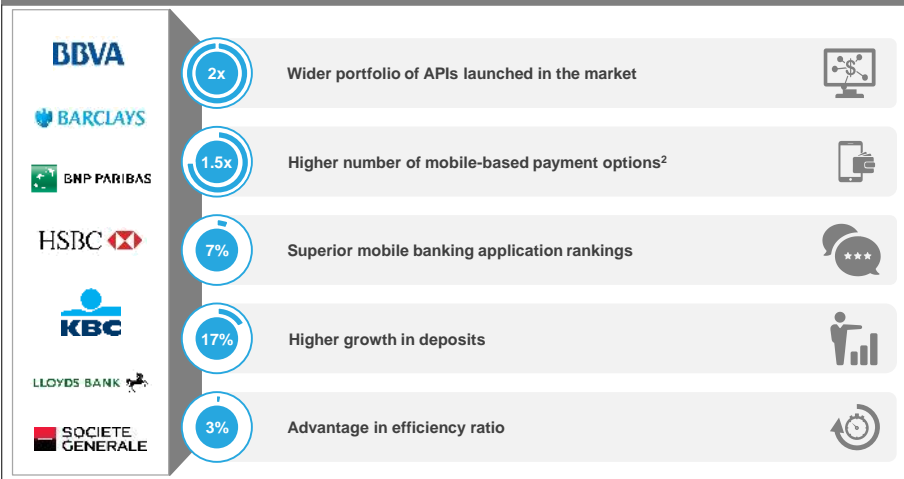 BBVA
BARCLAYS
BNP PARIBAS
HSBC
KBC
LLOYDS BANK
SOCIETE
GENERALE
2x
Wider portfolio of APIs launched in the market
$
1.5x
Higher number of mobile-based payment options²
7%
Superior mobile banking application rankings
***
17%
Higher growth in deposits
3%
Advantage in efficiency ratio